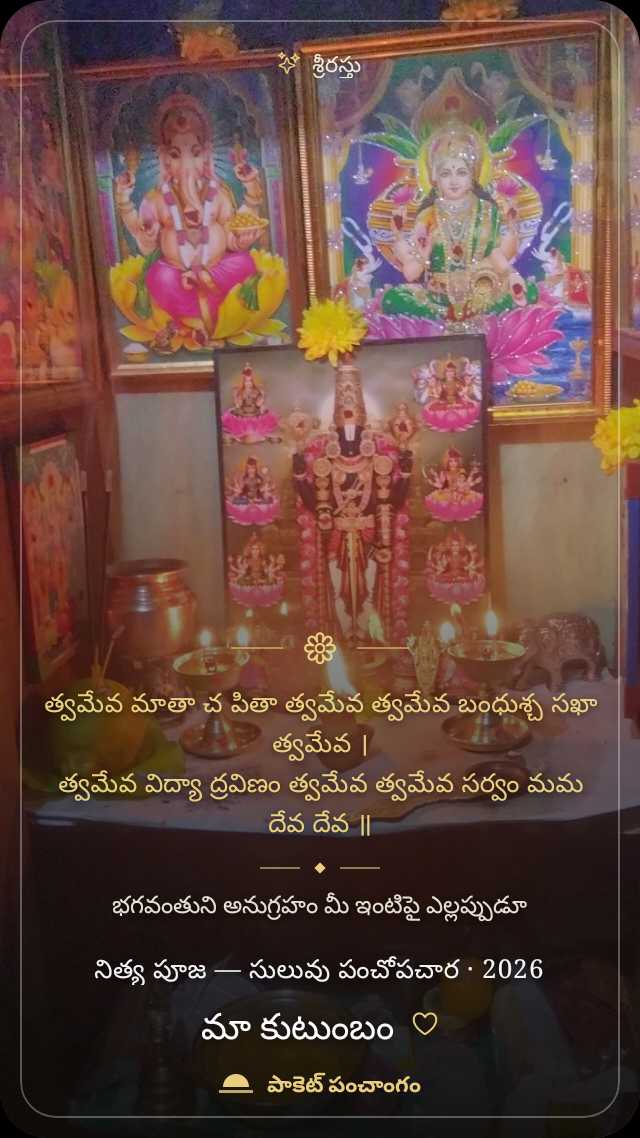 శ్రీరస్తు
త్వమేవ మాతా చ పితా త్వమేవ త్వమేవ బంధుశ్చ సఖా
త్వమేవ |
త్వమేవ విద్యా ద్రవిణం త్వమేవ త్వమేవ సర్వం మమ
దేవ దేవ ||
భగవంతుని అనుగ్రహం మీ ఇంటిపై ఎల్లప్పుడూ
నిత్య పూజ — సులువు పంచోపచార · 2026
మా కుటుంబం ♡
పాకెట్ పంచాంగం